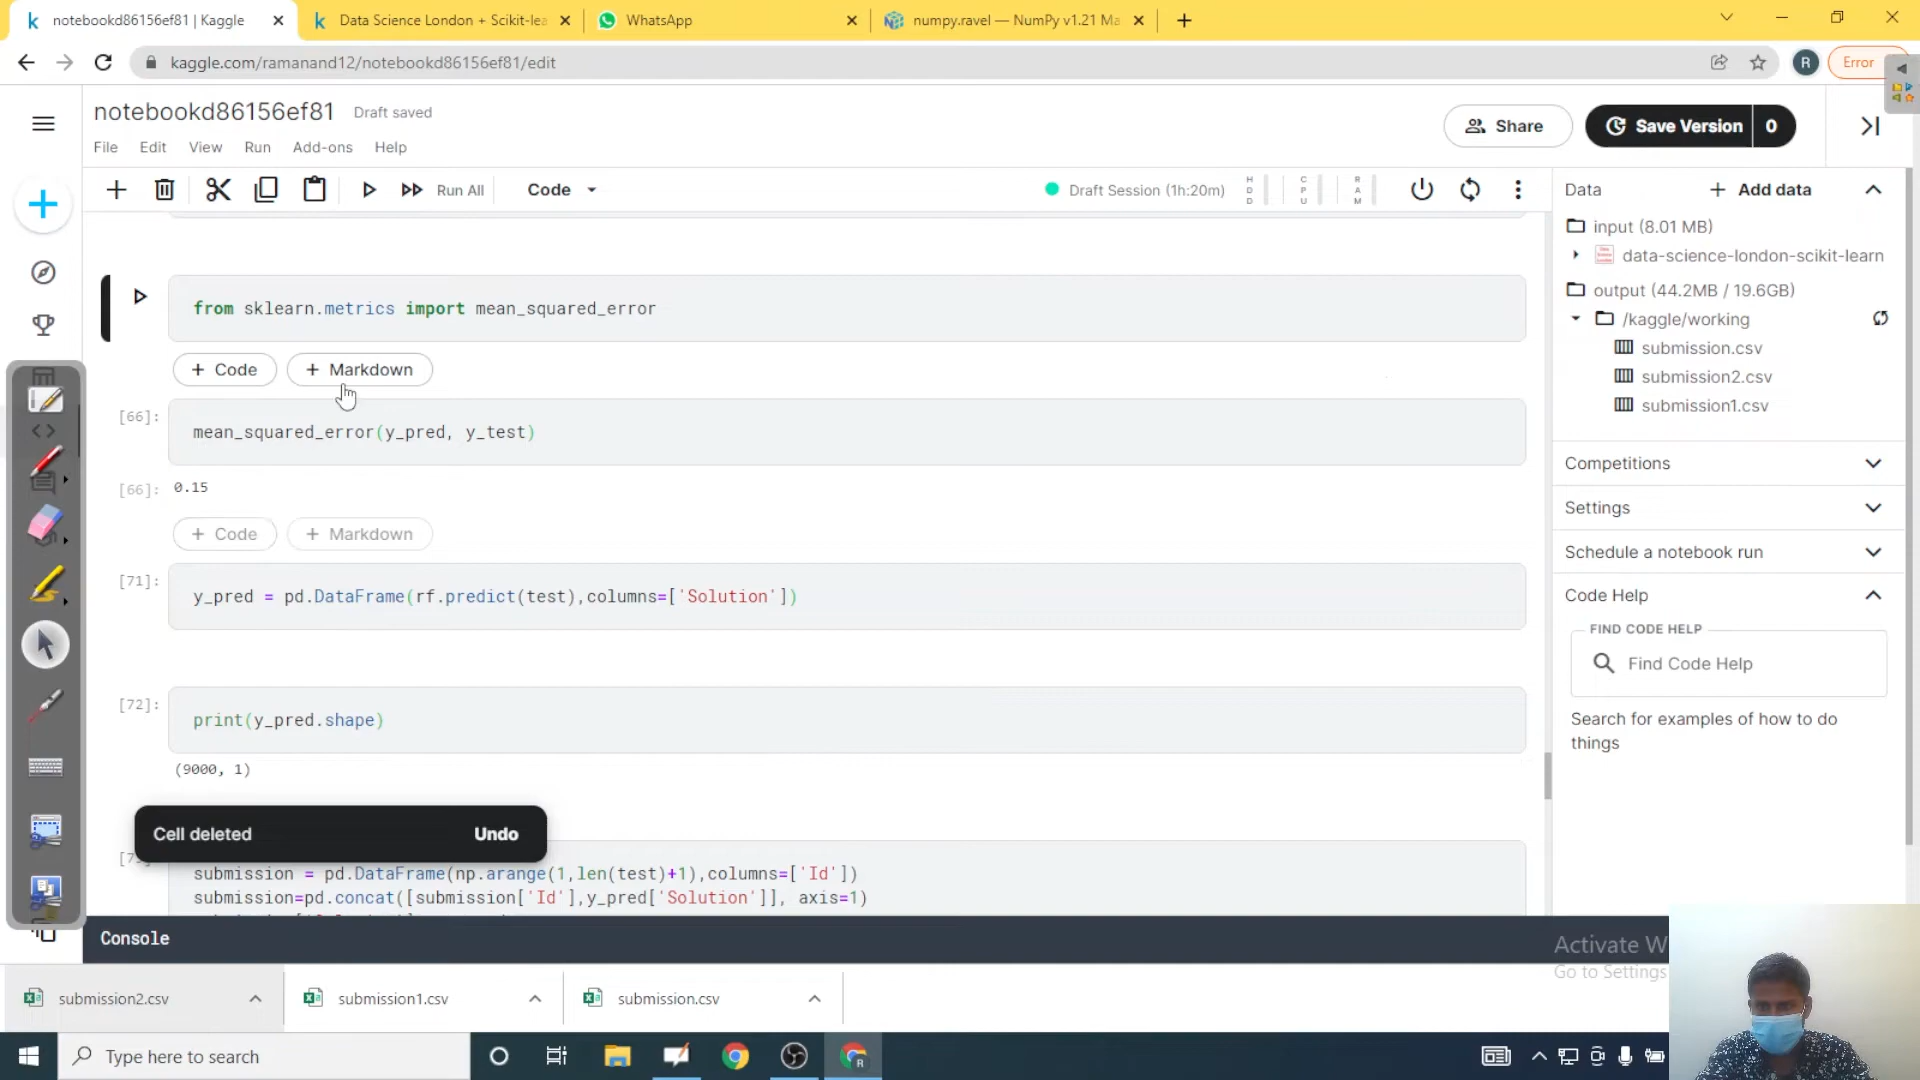 notebookd86156ef81 | Kaggle
Data Science London + Scikit-lea
WhatsApp
numpy.ravel — NumPy v1.21 Ma
kaggle.com/ramanand12/notebookd86156ef81/edit
R
Error
notebookd86156ef81
Draft saved
File Edit View Run Add-ons Help
Share
Save Version 0
Run All
Code
Draft Session (1h:20m)
HDD
CPU
RAM
Data
+ Add data
input (8.01 MB)
data-science-london-scikit-learn
output (44.2MB / 19.6GB)
/kaggle/working
submission.csv
submission2.csv
submission1.csv
Competitions
Settings
Schedule a notebook run
Code Help
FIND CODE HELP
Find Code Help
Search for examples of how to do
things
from sklearn.metrics import mean_squared_error
+ Code + Markdown
[66]:
mean_squared_error(y_pred, y_test)
[66]: 0.15
+ Code + Markdown
[71]:
y_pred = pd.DataFrame(rf.predict(test),columns=['Solution'])
[72]:
print(y_pred.shape)
(9000, 1)
Cell deleted Undo
submission = pd.DataFrame(np.arange(1,len(test)+1),columns=['Id'])
submission=pd.concat([submission['Id'],y_pred['Solution']], axis=1)
Console
Activate W
Go to Settings
submission2.csv
submission1.csv
submission.csv
Type here to search